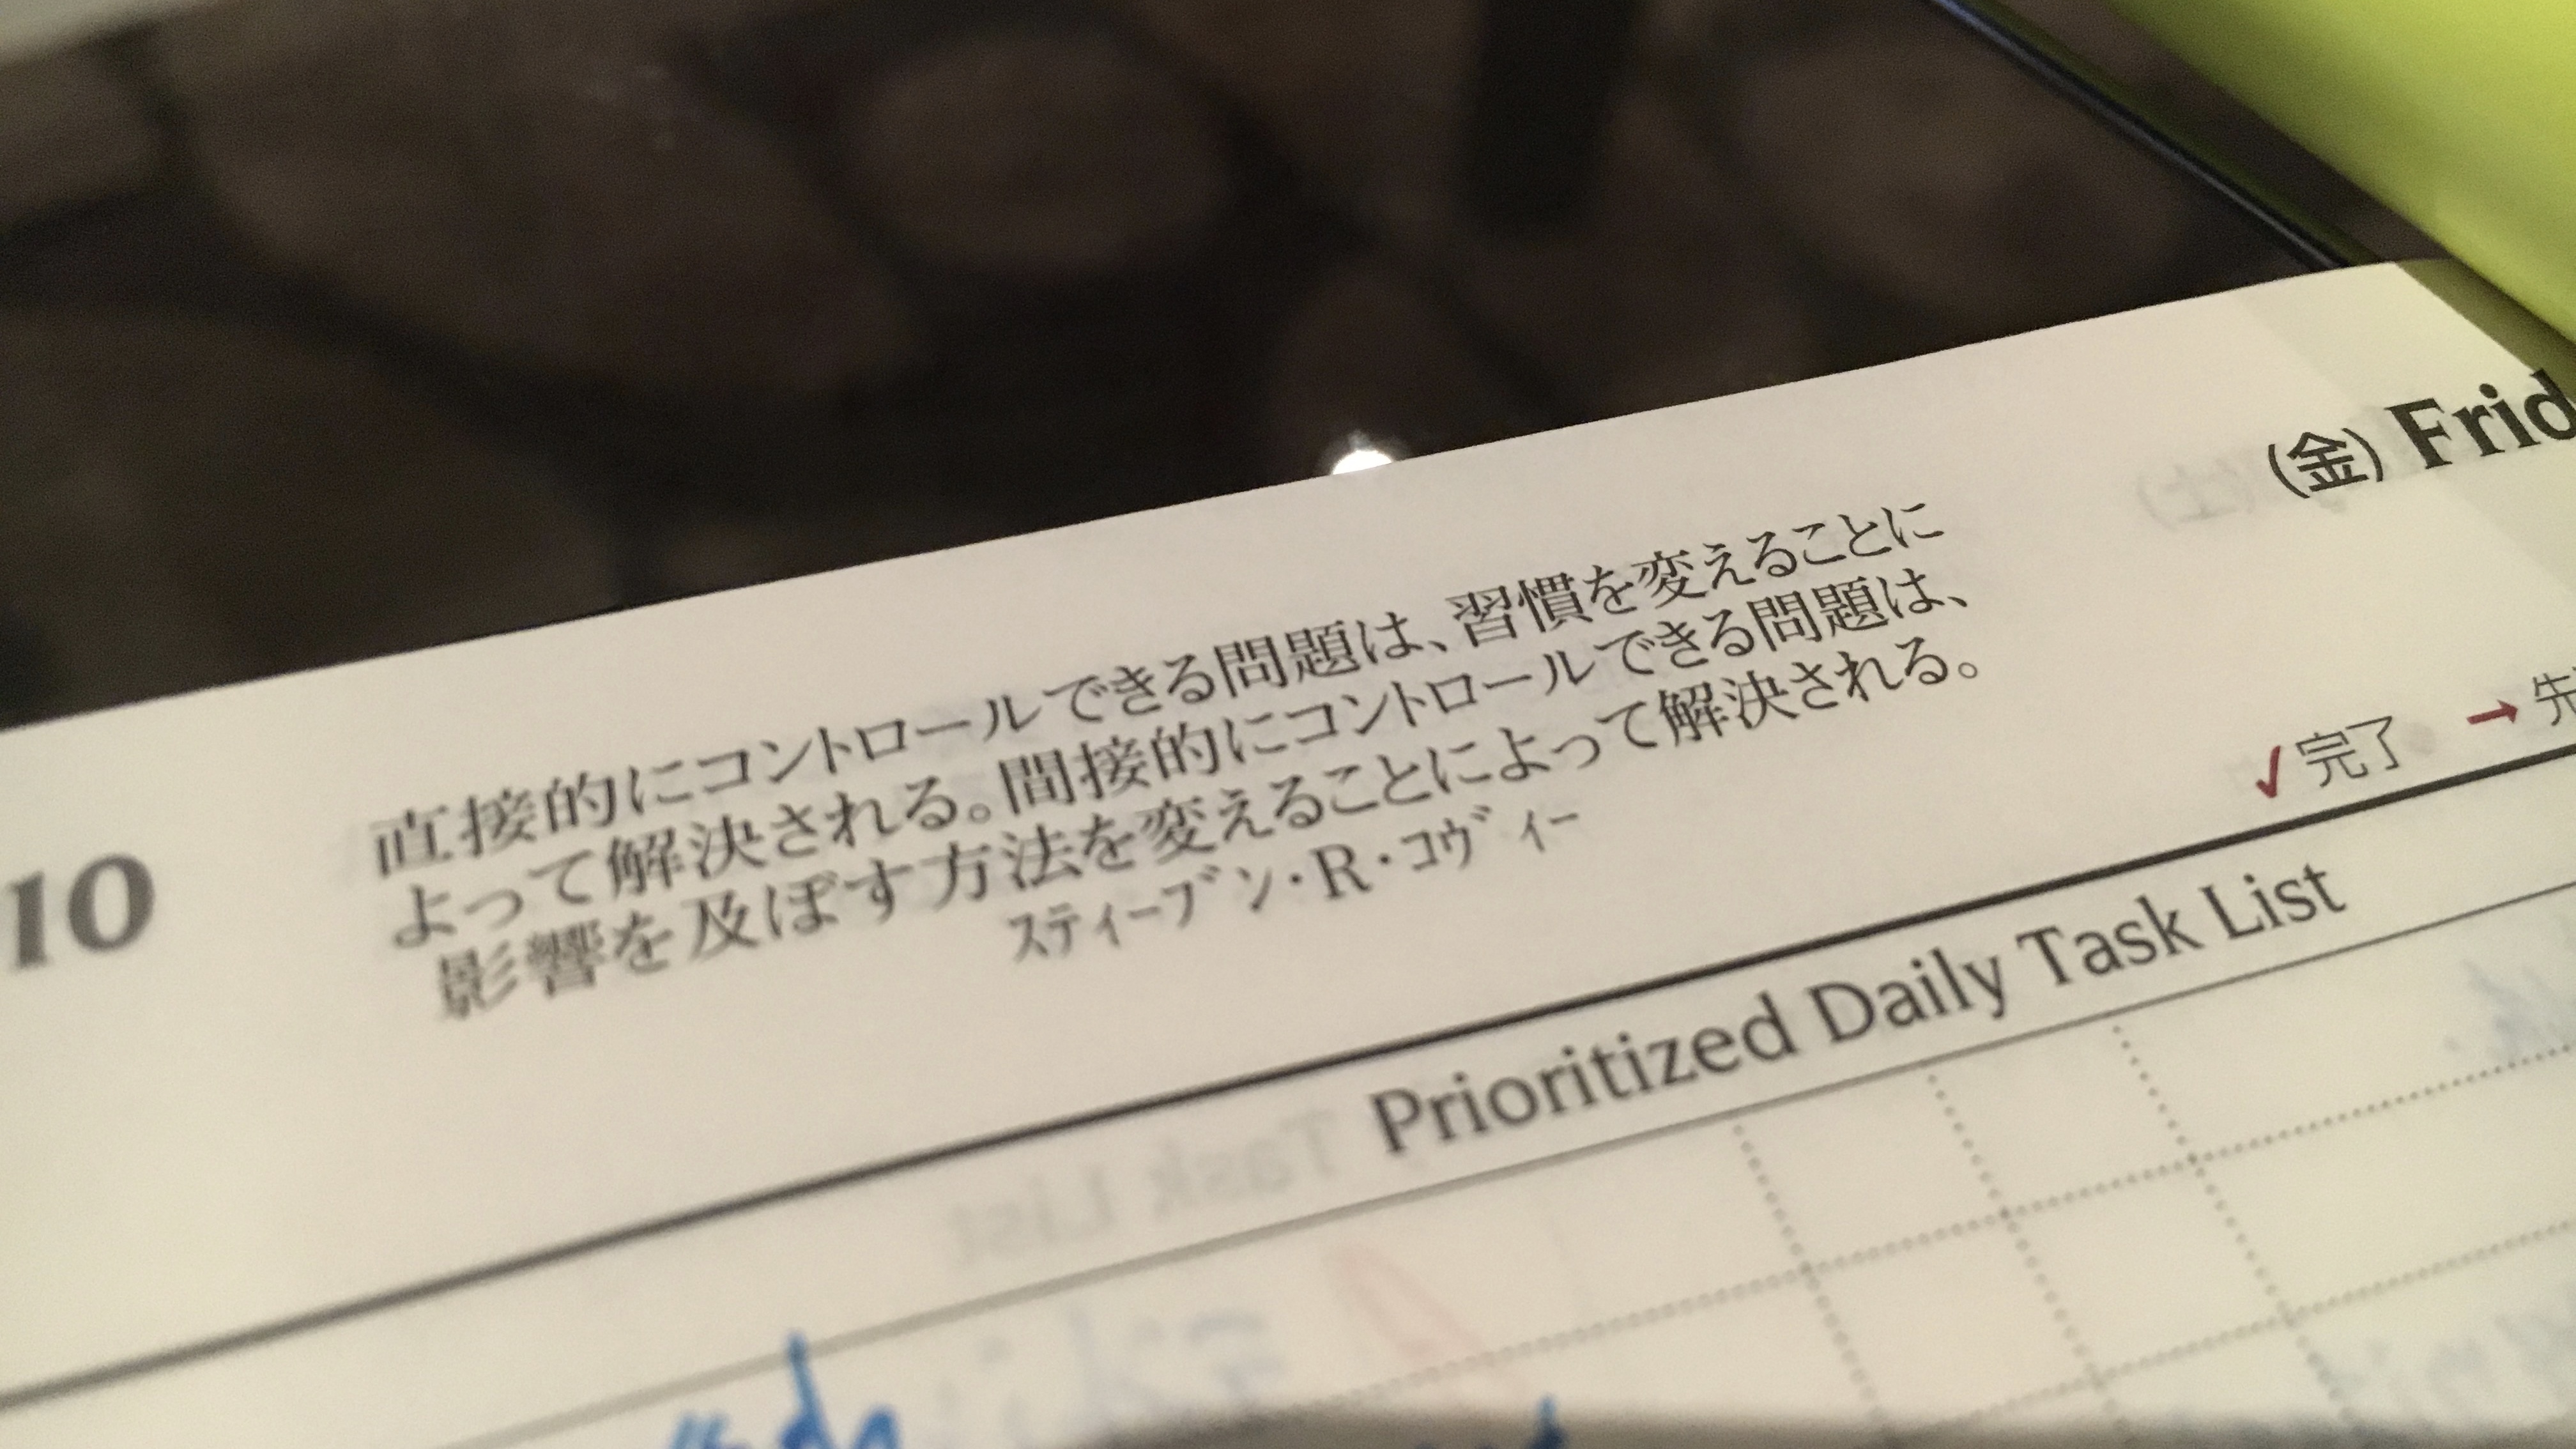 10
直接的にコントロールできる問題は、習慣を変えることに
よって解決される。間接的にコントロールできる問題は、
影響を及ぼす方法を変えることによって解決される。
スティーブン・R・コヴィー
(金) Frid
✓完了 → 先
Prioritized Daily Task List